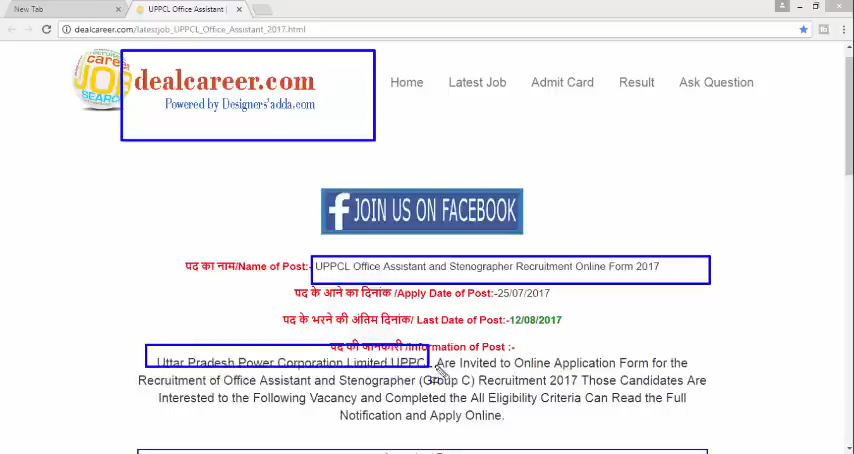 New Tab
UPPCL Office Assistant |
dealcareer.com/latestjob_UPPCL_Office_Assistant_2017.html
career
JOB
SEARCH
dealcareer.com
Powered by Designers'adda.com
Home Latest Job Admit Card Result Ask Question
f JOIN US ON FACEBOOK
पद का नाम/Name of Post:- UPPCL Office Assistant and Stenographer Recruitment Online Form 2017
पद के आने का दिनांक /Apply Date of Post:-25/07/2017
पद के भरने की अंतिम दिनांक/ Last Date of Post:-12/08/2017
पद की जानकारी /Information of Post :-
Uttar Pradesh Power Corporation Limited UPPCL Are Invited to Online Application Form for the
Recruitment of Office Assistant and Stenographer (Group C) Recruitment 2017 Those Candidates Are
Interested to the Following Vacancy and Completed the All Eligibility Criteria Can Read the Full
Notification and Apply Online.